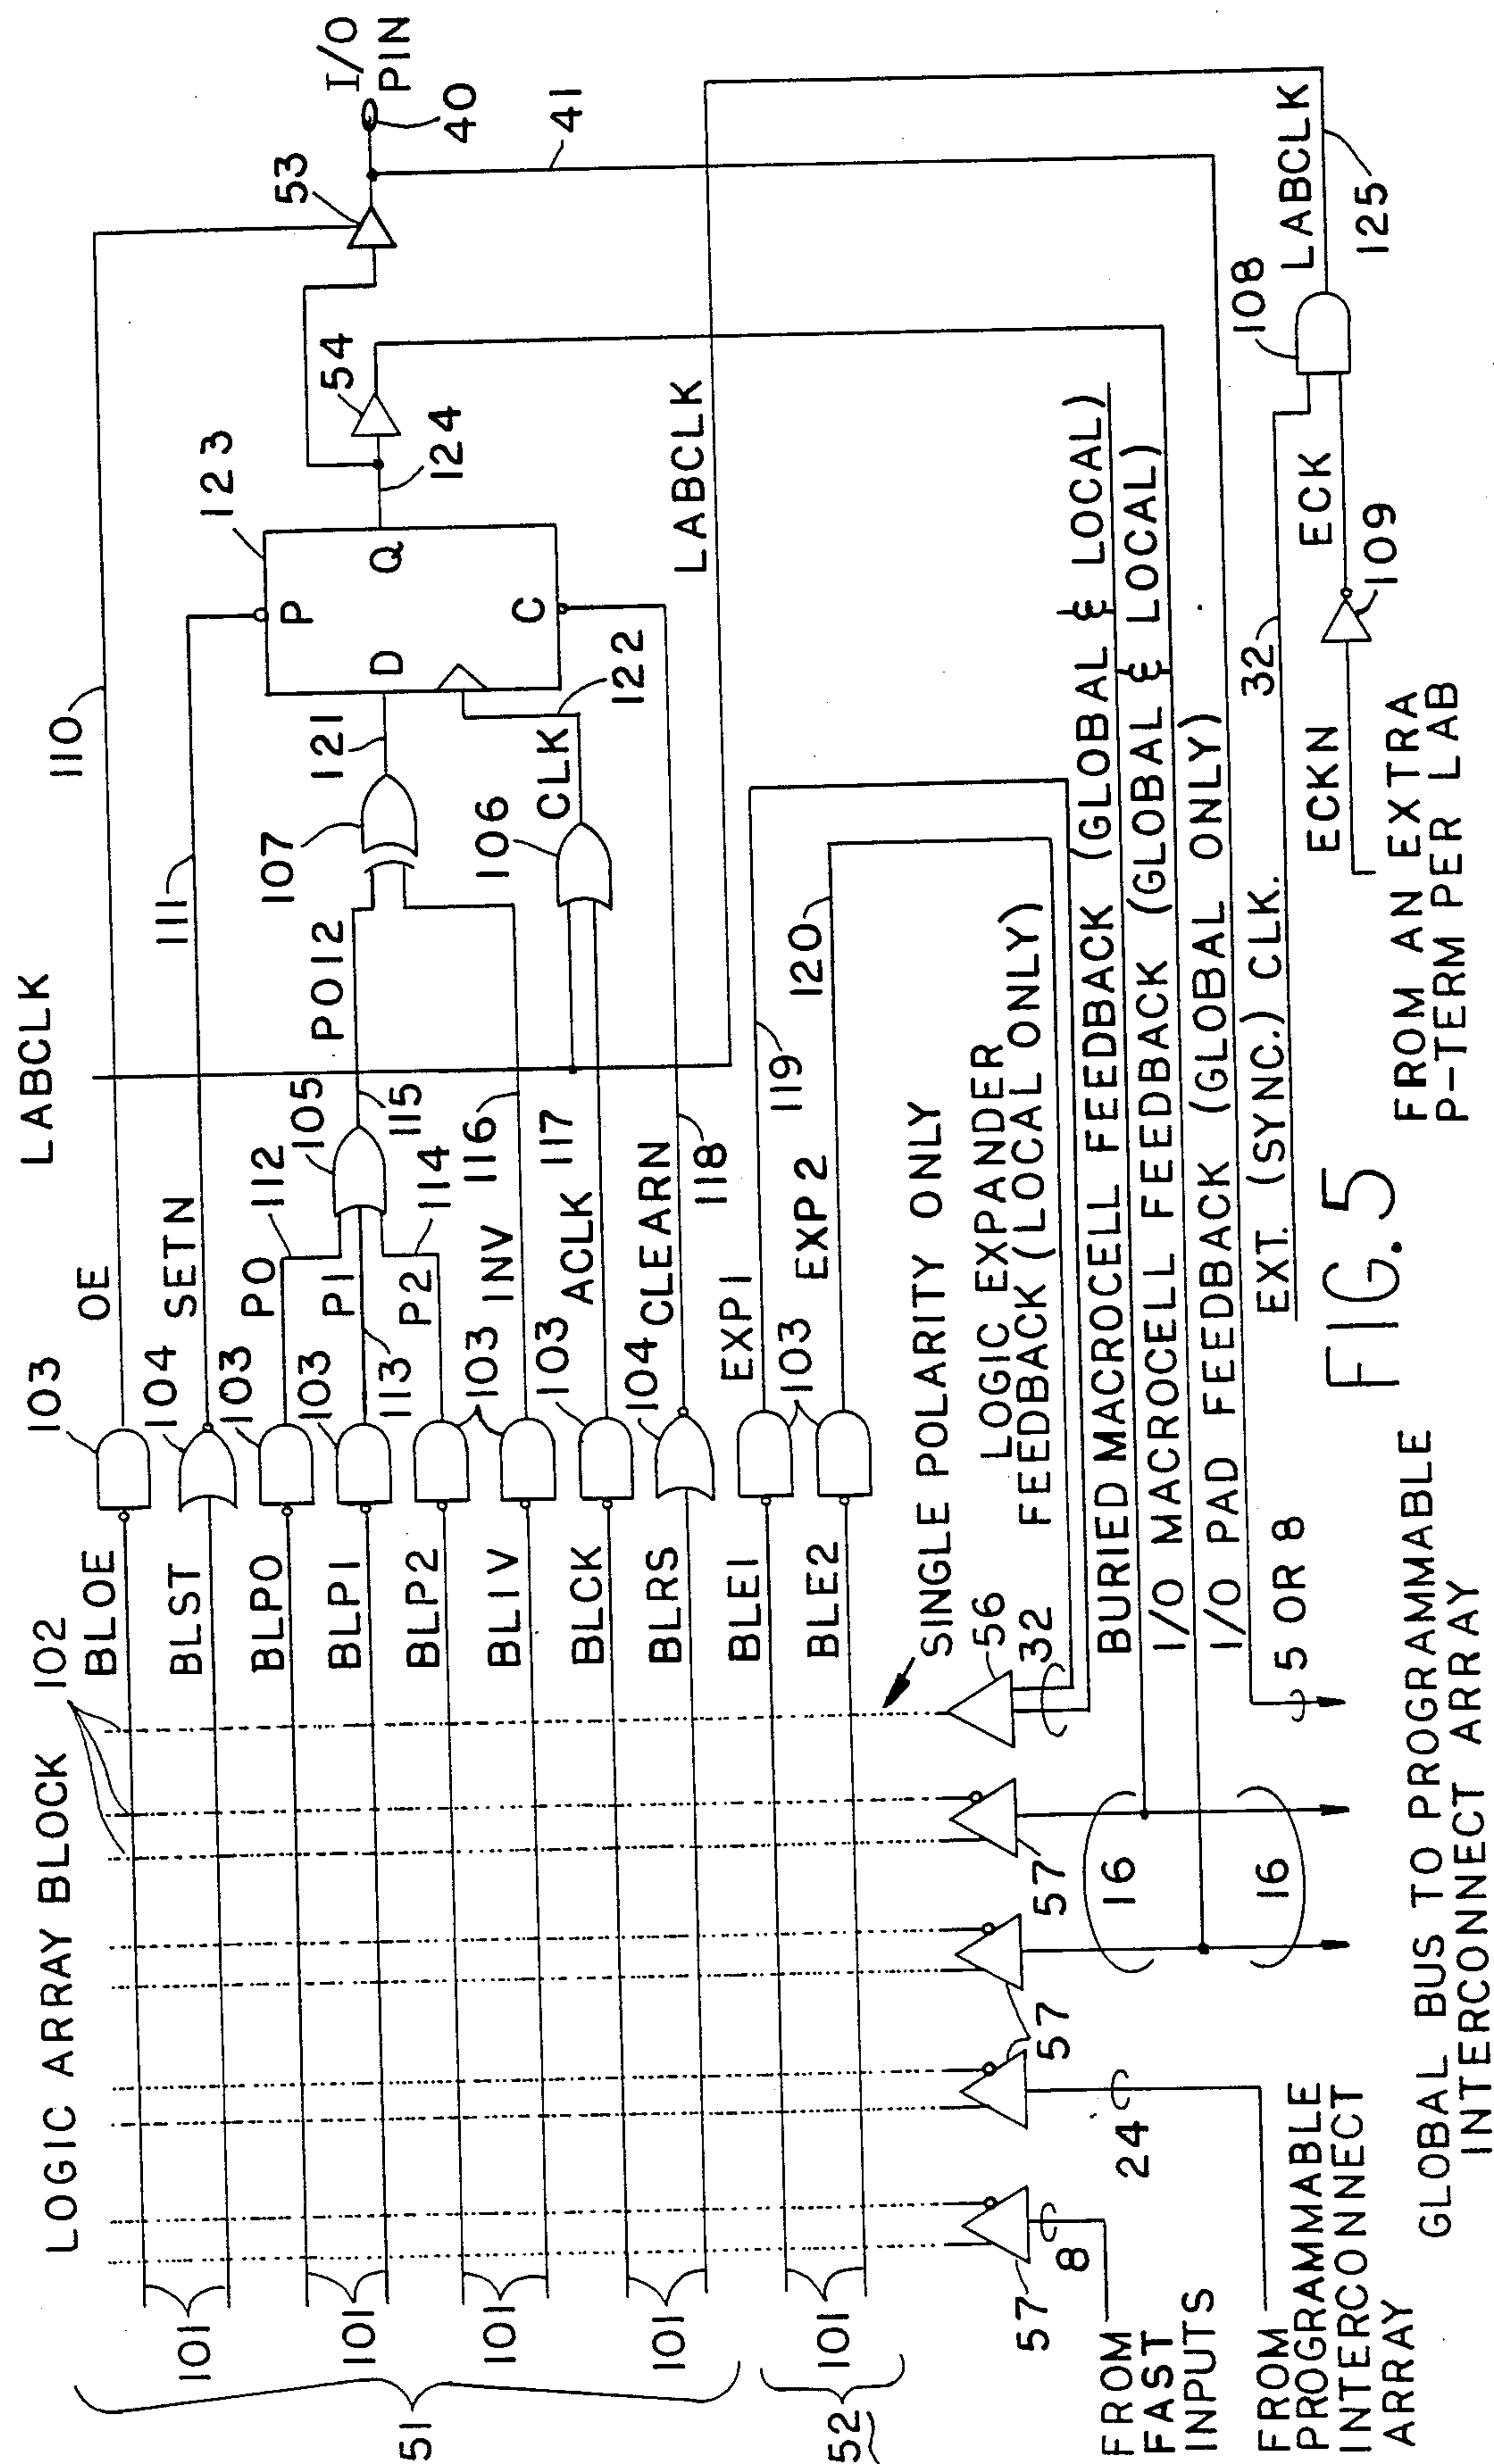 LOGIC ARRAY BLOCK
102
LABCLK
51
52
101
101
101
101
101
BLOE
BLST
BLPO
BLP1
BLP2
BLIV
BLCK
BLRS
BLE1
BLE2
103
104
103
103
103
103
104
103
OE
SETN
PO
P1
P2
INV
ACLK
CLEARN
EXP1
EXP2
110
111
112
113
114
105
115
PO12
116
117
118
119
120
107
121
106
CLK
122
123
P
D
Q
C
124
54
53
I/O
PIN
40
41
LABCLK
SINGLE POLARITY ONLY
LOGIC EXPANDER
FEEDBACK (LOCAL ONLY)
56
32
BURIED MACROCELL FEEDBACK (GLOBAL & LOCAL)
I/O MACROCELL FEEDBACK (GLOBAL & LOCAL)
I/O PAD FEEDBACK (GLOBAL ONLY)
EXT. (SYNC.) CLK.
32
57
57
57
8
24
16
16
5 OR 8
FROM
FAST
INPUTS
FROM
PROGRAMMABLE
INTERCONNECT
ARRAY
GLOBAL BUS TO PROGRAMMABLE
INTERCONNECT ARRAY
ECKN
109
ECK
108
LABCLK
125
FROM AN EXTRA
P-TERM PER LAB
FIG. 5